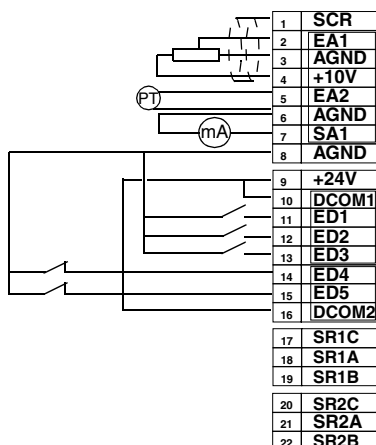 1 SCR
2 EA1
3 AGND
4 +10V
PT 5 EA2
6 AGND
mA 7 SA1
8 AGND
9 +24V
10 DCOM1
11 ED1
12 ED2
13 ED3
14 ED4
15 ED5
16 DCOM2
17 SR1C
18 SR1A
19 SR1B
20 SR2C
21 SR2A
22 SR2B